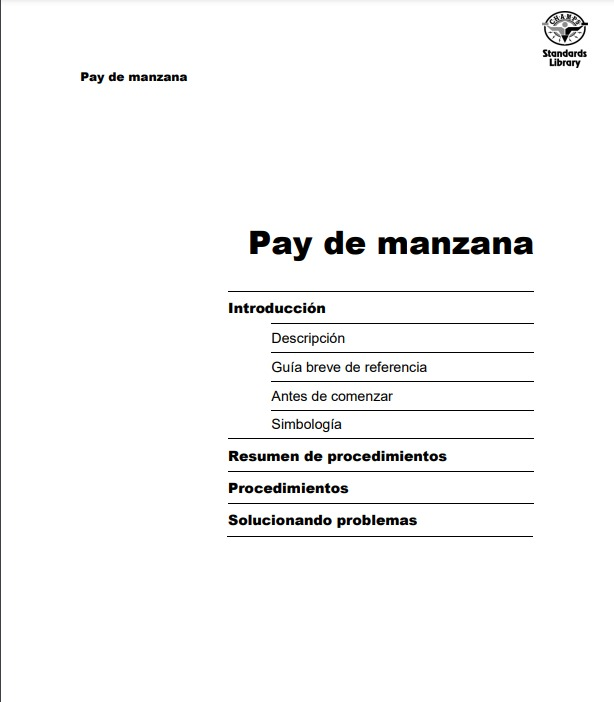 CHAMPS
Standards
Library
Pay de manzana
Pay de manzana
Introducción
Descripción
Guía breve de referencia
Antes de comenzar
Simbología
Resumen de procedimientos
Procedimientos
Solucionando problemas